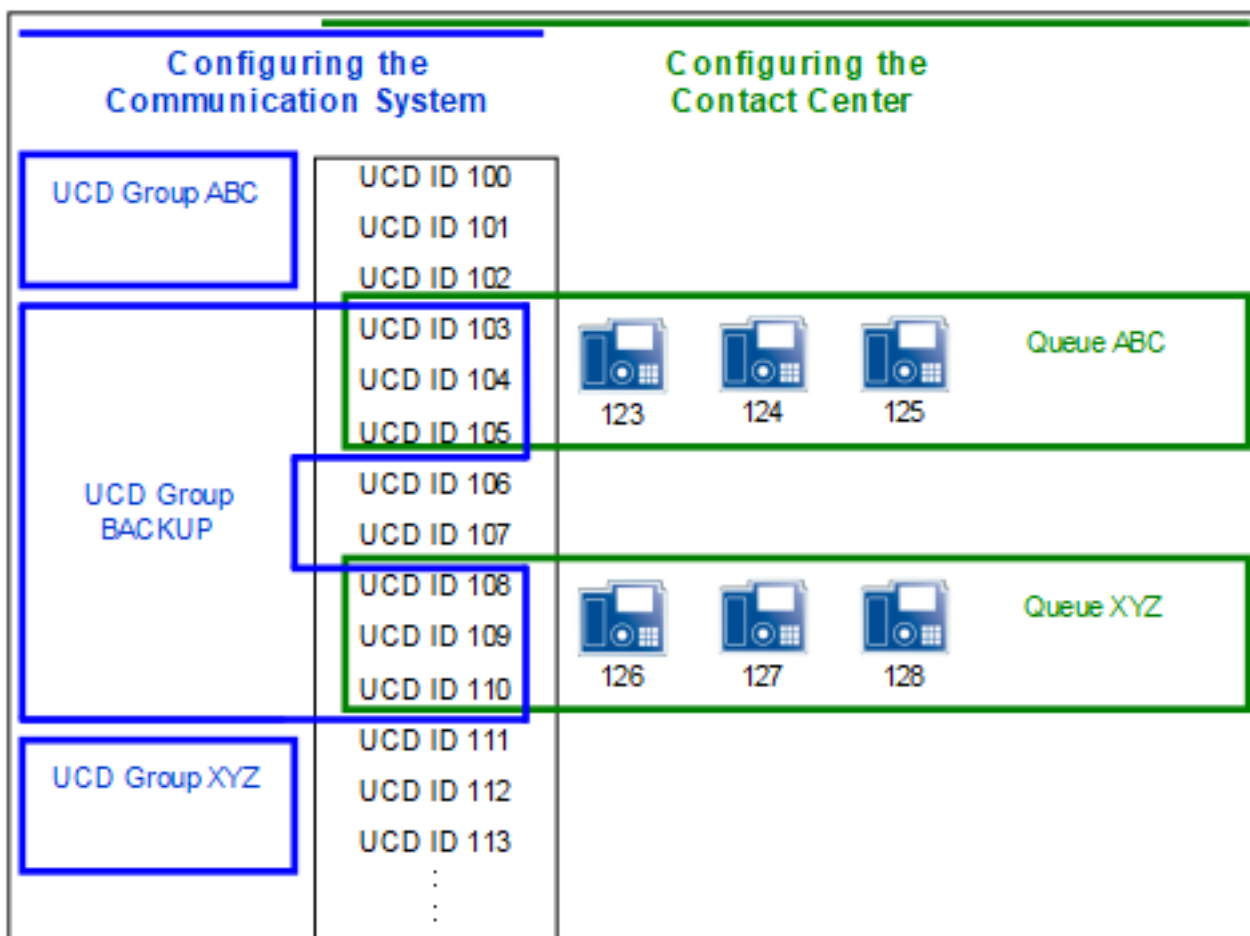 Configuring the
Communication System
Configuring the
Contact Center
UCD Group ABC
UCD ID 100
UCD ID 101
UCD ID 102
UCD ID 103
UCD ID 104
UCD ID 105
123
124
125
Queue ABC
UCD Group
BACKUP
UCD ID 106
UCD ID 107
UCD ID 108
UCD ID 109
UCD ID 110
126
127
128
Queue XYZ
UCD Group XYZ
UCD ID 111
UCD ID 112
UCD ID 113
:
: